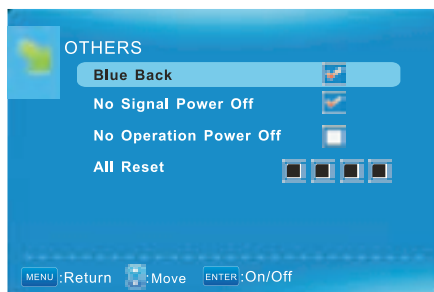 OTHERS
Blue Back
No Signal Power Off
No Operation Power Off
All Reset
MENU :Return :Move ENTER :On/Off